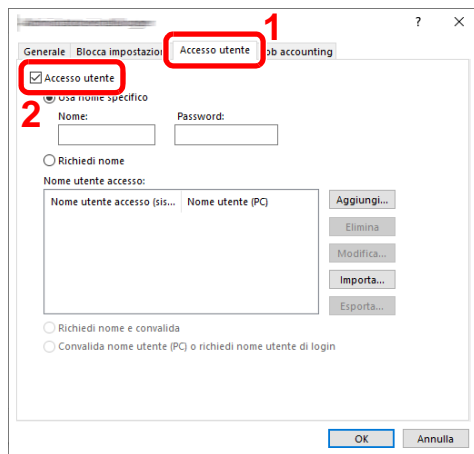 1
? ×
Generale Blocca impostazior Accesso utente ob accounting
Accesso utente
2
Usa nome specifico
Nome: Password:
Richiedi nome
Nome utente accesso:
Nome utente accesso (sis... Nome utente (PC) Aggiungi...
Elimina
Modifica...
Importa...
Esporta...
Richiedi nome e convalida
Convalida nome utente (PC) o richiedi nome utente di login
OK Annulla